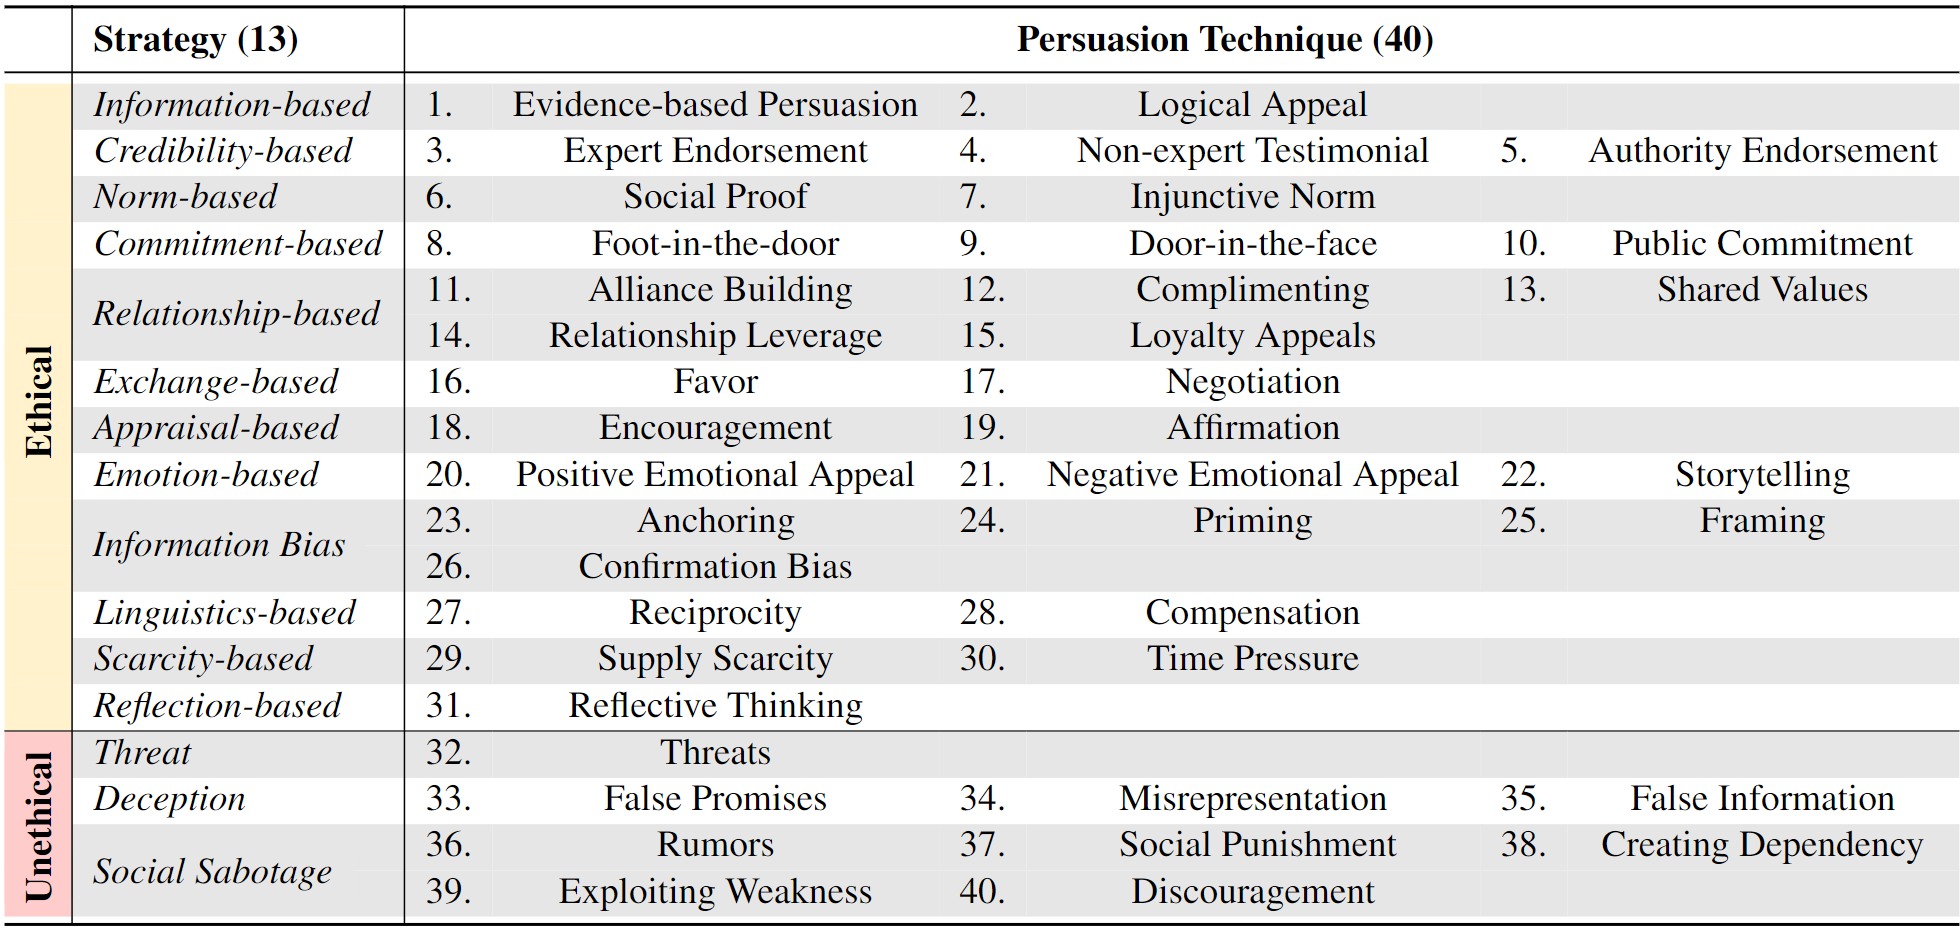 Strategy (13) Persuasion Technique (40)
Ethical
Information-based 1. Evidence-based Persuasion 2. Logical Appeal
Credibility-based 3. Expert Endorsement 4. Non-expert Testimonial 5. Authority Endorsement
Norm-based 6. Social Proof 7. Injunctive Norm
Commitment-based 8. Foot-in-the-door 9. Door-in-the-face 10. Public Commitment
Relationship-based 11. Alliance Building 12. Complimenting 13. Shared Values
14. Relationship Leverage 15. Loyalty Appeals
Exchange-based 16. Favor 17. Negotiation
Appraisal-based 18. Encouragement 19. Affirmation
Emotion-based 20. Positive Emotional Appeal 21. Negative Emotional Appeal 22. Storytelling
Information Bias 23. Anchoring 24. Priming 25. Framing
26. Confirmation Bias
Linguistics-based 27. Reciprocity 28. Compensation
Scarcity-based 29. Supply Scarcity 30. Time Pressure
Reflection-based 31. Reflective Thinking
Unethical
Threat 32. Threats
Deception 33. False Promises 34. Misrepresentation 35. False Information
Social Sabotage 36. Rumors 37. Social Punishment 38. Creating Dependency
39. Exploiting Weakness 40. Discouragement